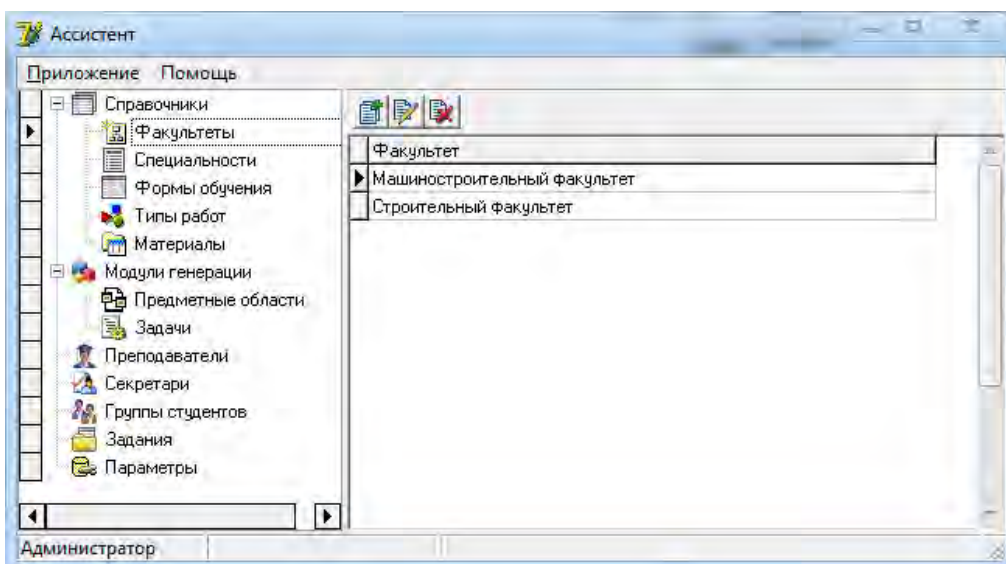 Ассистент
Приложение Помощь
Справочники
Факультеты
Специальности
Формы обучения
Типы работ
Материалы
Модули генерации
Предметные области
Задачи
Преподаватели
Секретари
Группы студентов
Задания
Параметры
Факультет
Машиностроительный факультет
Строительный факультет
Администратор